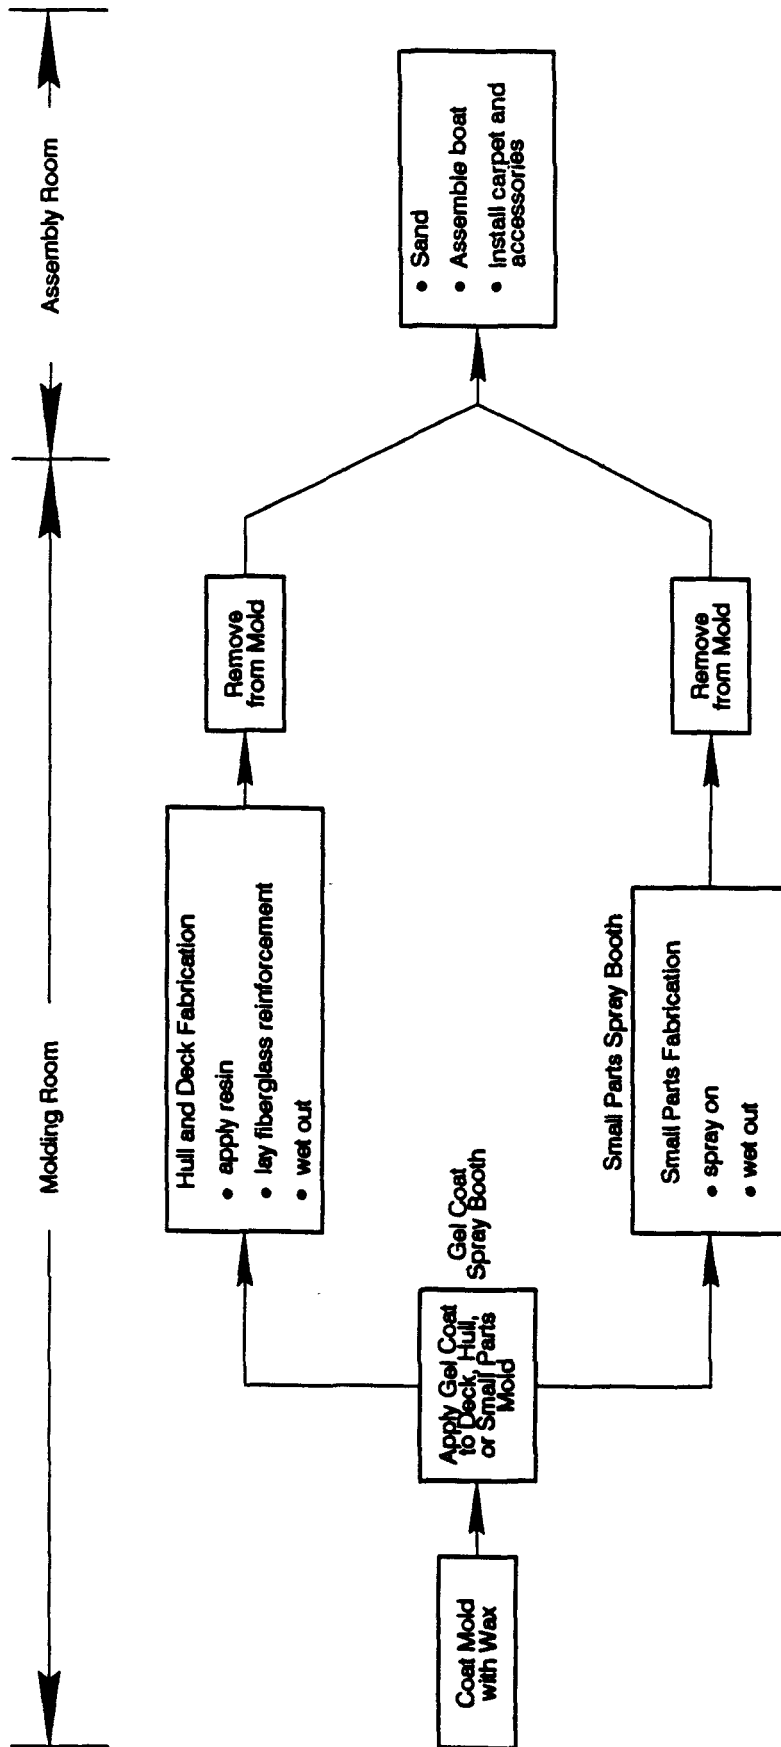 Molding Room
Assembly Room
Coat Mold
with Wax
Gel Coat
Spray Booth
Apply Gel Coat
to Deck, Hull,
or Small Parts
Mold
Hull and Deck Fabrication
• apply resin
• lay fiberglass reinforcement
• wet out
Remove
from Mold
Small Parts Spray Booth
Small Parts Fabrication
• spray on
• wet out
Remove
from Mold
• Sand
• Assemble boat
• Install carpet and
accessories